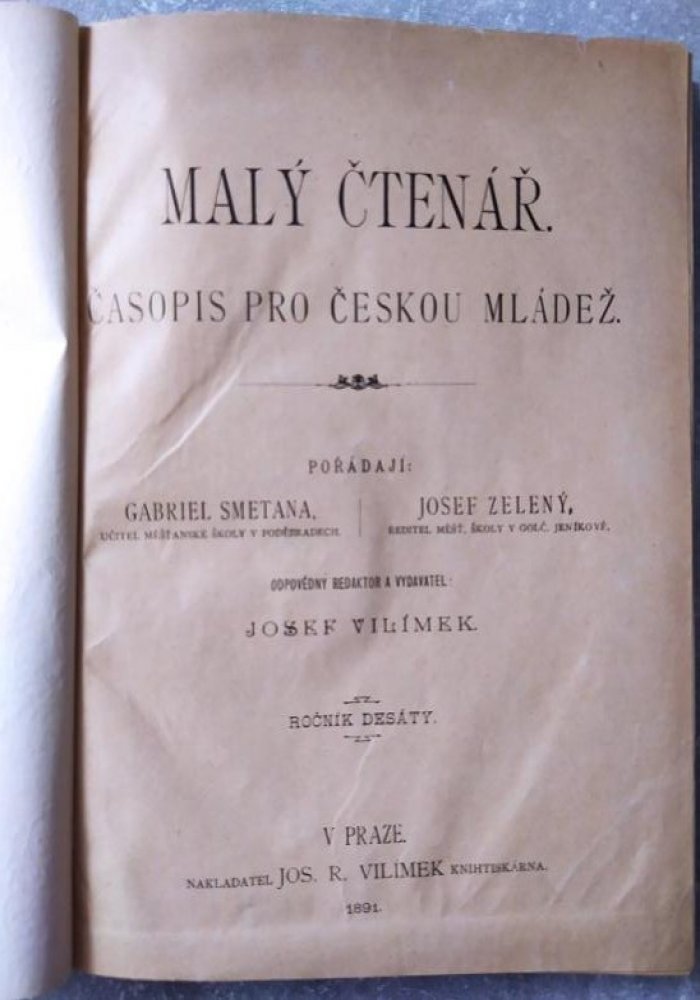 MALÝ ČTENÁŘ.
ČASOPIS PRO ČESKOU MLÁDEŽ.
POŘÁDAJÍ:
GABRIEL SMETANA,
UČITEL MĚŠŤANSKÉ ŠKOLY V PODĚBRADECH.
JOSEF ZELENÝ,
ŘEDITEL MĚŠŤ. ŠKOLY V GOLČ. JENÍKOVĚ.
ODPOVĚDNÝ REDAKTOR A VYDAVATEL:
JOSEF VILÍMEK.
ROČNÍK DESÁTÝ.
V PRAZE.
NAKLADATEL JOS. R. VILÍMEK KNIHTISKÁRNA.
1891.